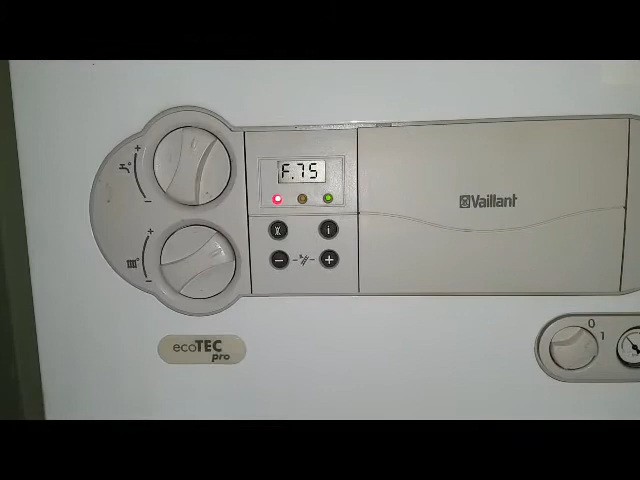 F.75
Vaillant
i
+
-
-
+
+
-
+
-
ecoTEC
pro
0
1